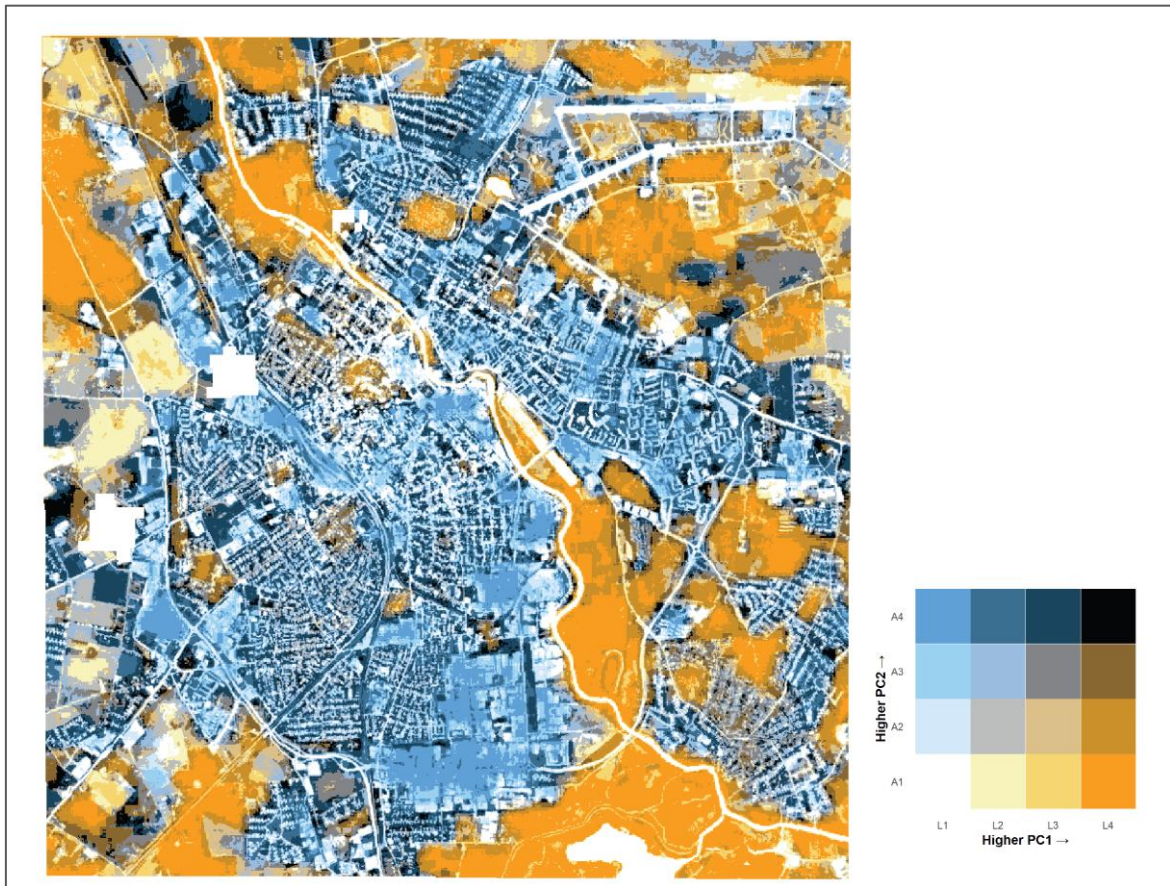 A4
A3
A2
A1
Higher PC2 →
L1 L2 L3 L4
Higher PC1 →